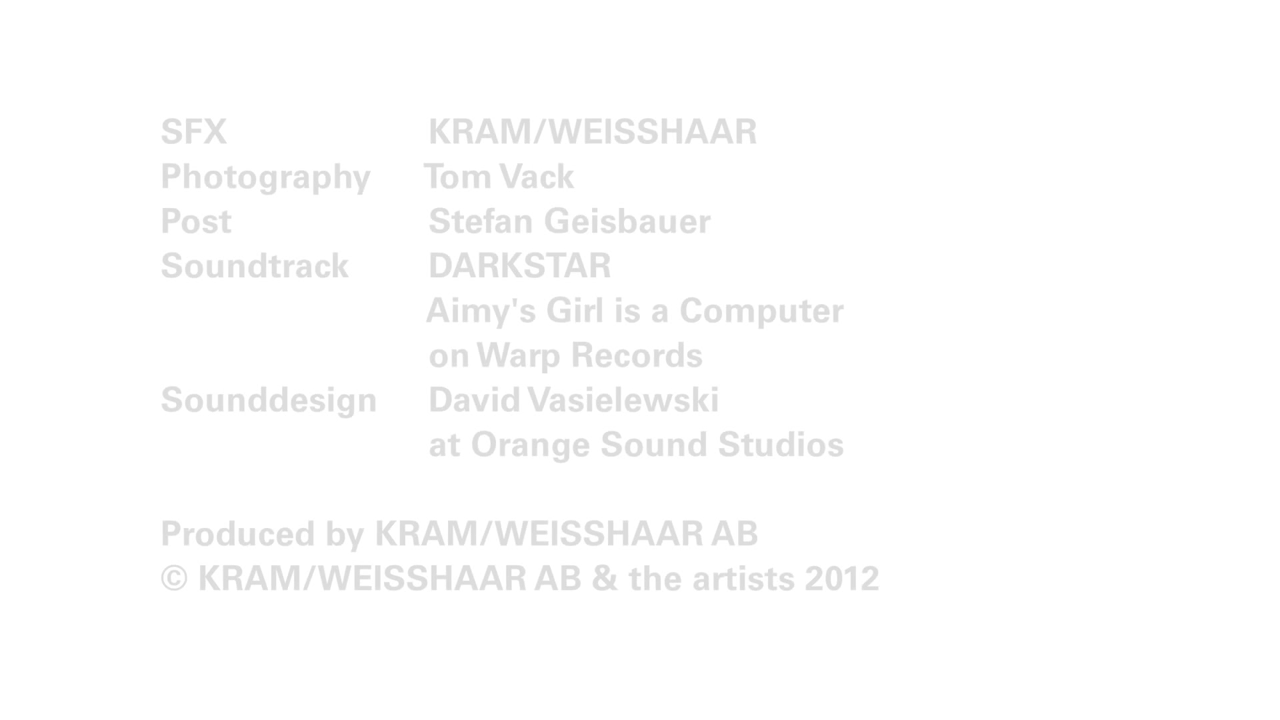 SFX KRAM/WEISSHAAR
Photography Tom Vack
Post Stefan Geisbauer
Soundtrack DARKSTAR
Aimy's Girl is a Computer
on Warp Records
Sounddesign David Vasielewski
at Orange Sound Studios
Produced by KRAM/WEISSHAAR AB
© KRAM/WEISSHAAR AB & the artists 2012